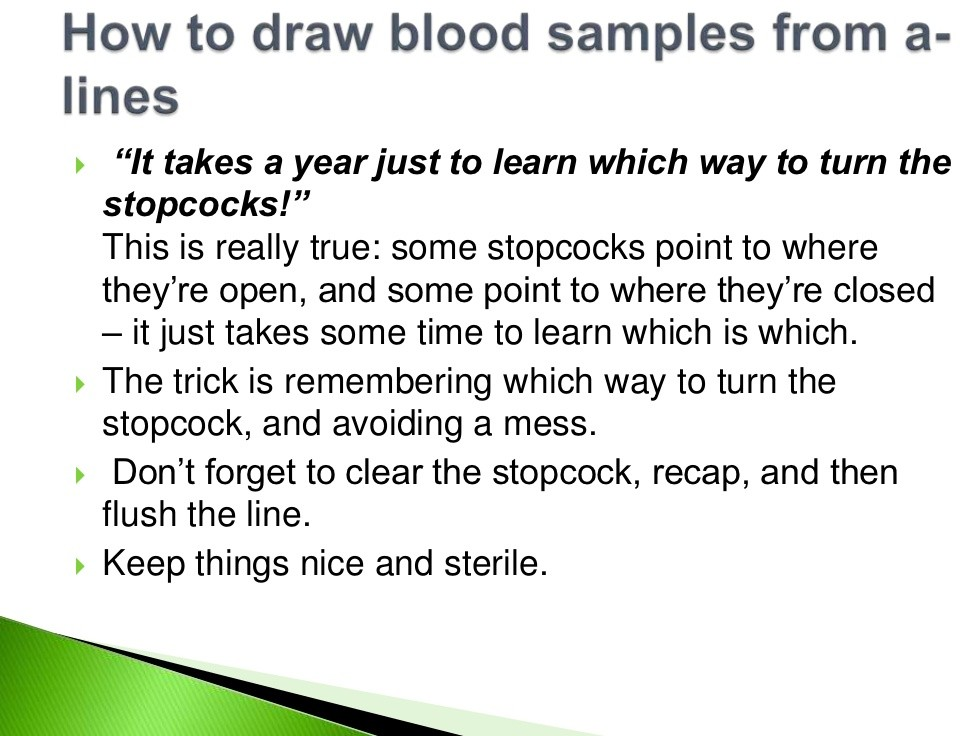 How to draw blood samples from a-
lines
“It takes a year just to learn which way to turn the
stopcocks!”
This is really true: some stopcocks point to where
they’re open, and some point to where they’re closed
– it just takes some time to learn which is which.
The trick is remembering which way to turn the
stopcock, and avoiding a mess.
Don’t forget to clear the stopcock, recap, and then
flush the line.
Keep things nice and sterile.